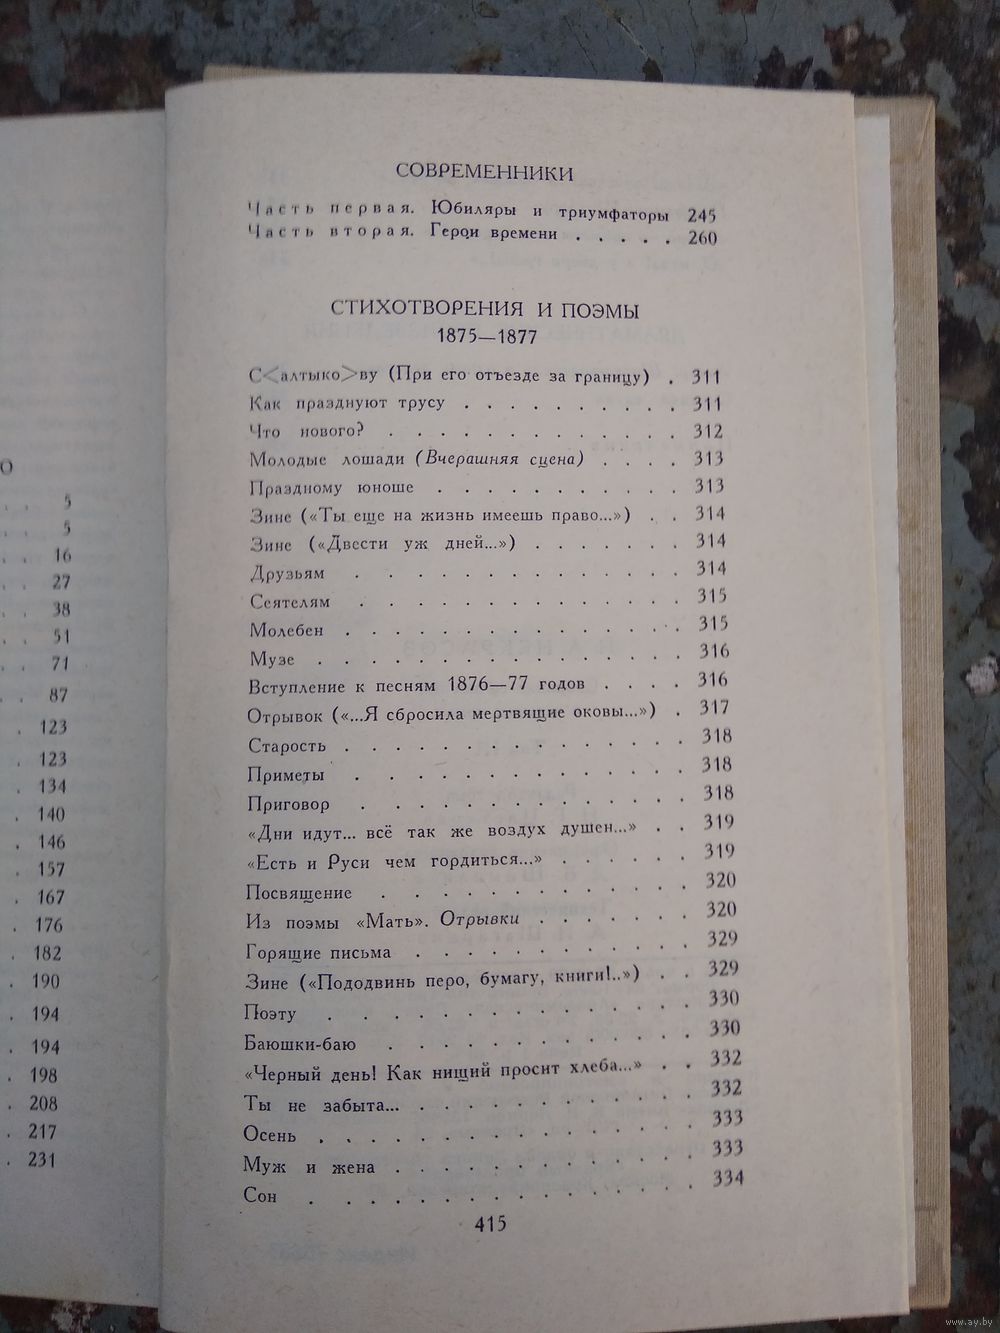 О
5
5
16
27
38
51
71
87
123
123
134
140
146
157
167
176
182
190
194
194
198
208
217
231
СОВРЕМЕННИКИ
Часть первая. Юбиляры и триумфаторы 245
Часть вторая. Герои времени . . . . . 260
СТИХОТВОРЕНИЯ И ПОЭМЫ
1875—1877
С<алтыко>ву (При его отъезде за границу) . 311
Как празднуют трусу . . . . . . . . . 311
Что нового? . . . . . . . . . . . 312
Молодые лошади (Вчерашняя сцена) . . . . 313
Праздному юноше . . . . . . . . . 313
Зине («Ты еще на жизнь имеешь право...») . . 314
Зине («Двести уж дней...») . . . . . . . 314
Друзьям . . . . . . . . . . . 314
Сеятелям . . . . . . . . . . . 315
Молебен . . . . . . . . . . . 315
Музе . . . . . . . . . . . . 316
Вступление к песням 1876—77 годов . . . . 316
Отрывок («...Я сбросила мертвящие оковы...») . 317
Старость . . . . . . . . . . . 318
Приметы . . . . . . . . . . . 318
Приговор . . . . . . . . . . . 318
«Дни идут... всё так же воздух душен...» . . 319
«Есть и Руси чем гордиться...» . . . . . . 319
Посвящение . . . . . . . . . . 320
Из поэмы «Мать». Отрывки . . . . . . 320
Горящие письма . . . . . . . . . 329
Зине («Пододвинь перо, бумагу, книги!..») . . 329
Поэту . . . . . . . . . . . . 330
Баюшки-баю . . . . . . . . . . 330
«Черный день! Как нищий просит хлеба...» . . 332
Ты не забыта... . . . . . . . . . . 332
Осень . . . . . . . . . . . . 333
Муж и жена . . . . . . . . . . 333
Сон . . . . . . . . . . . . 334
415
www.ay.by